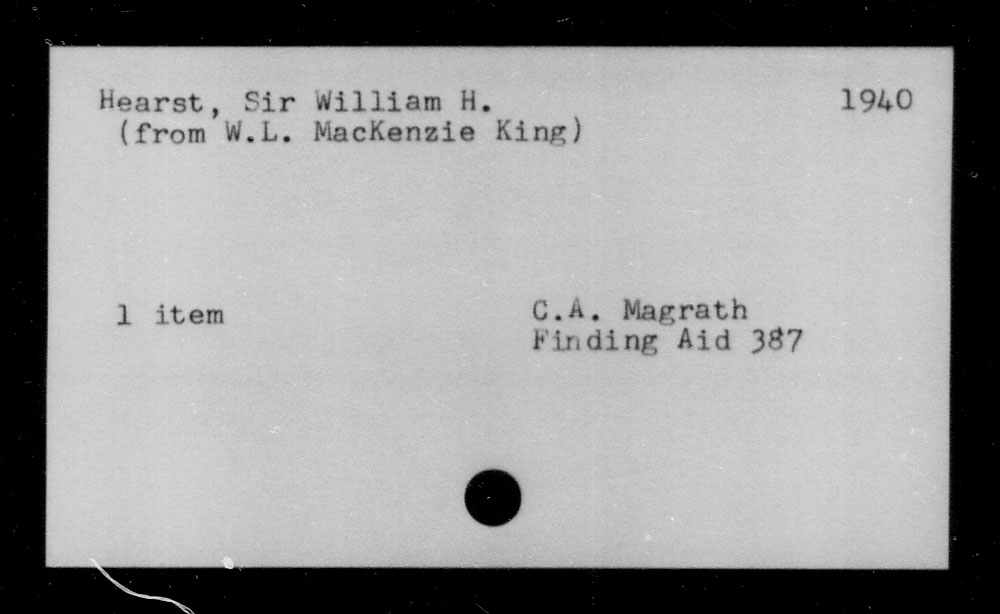 Hearst, Sir William H. 1940
(from W.L. MacKenzie King)
1 item
C.A. Magrath
Finding Aid 387